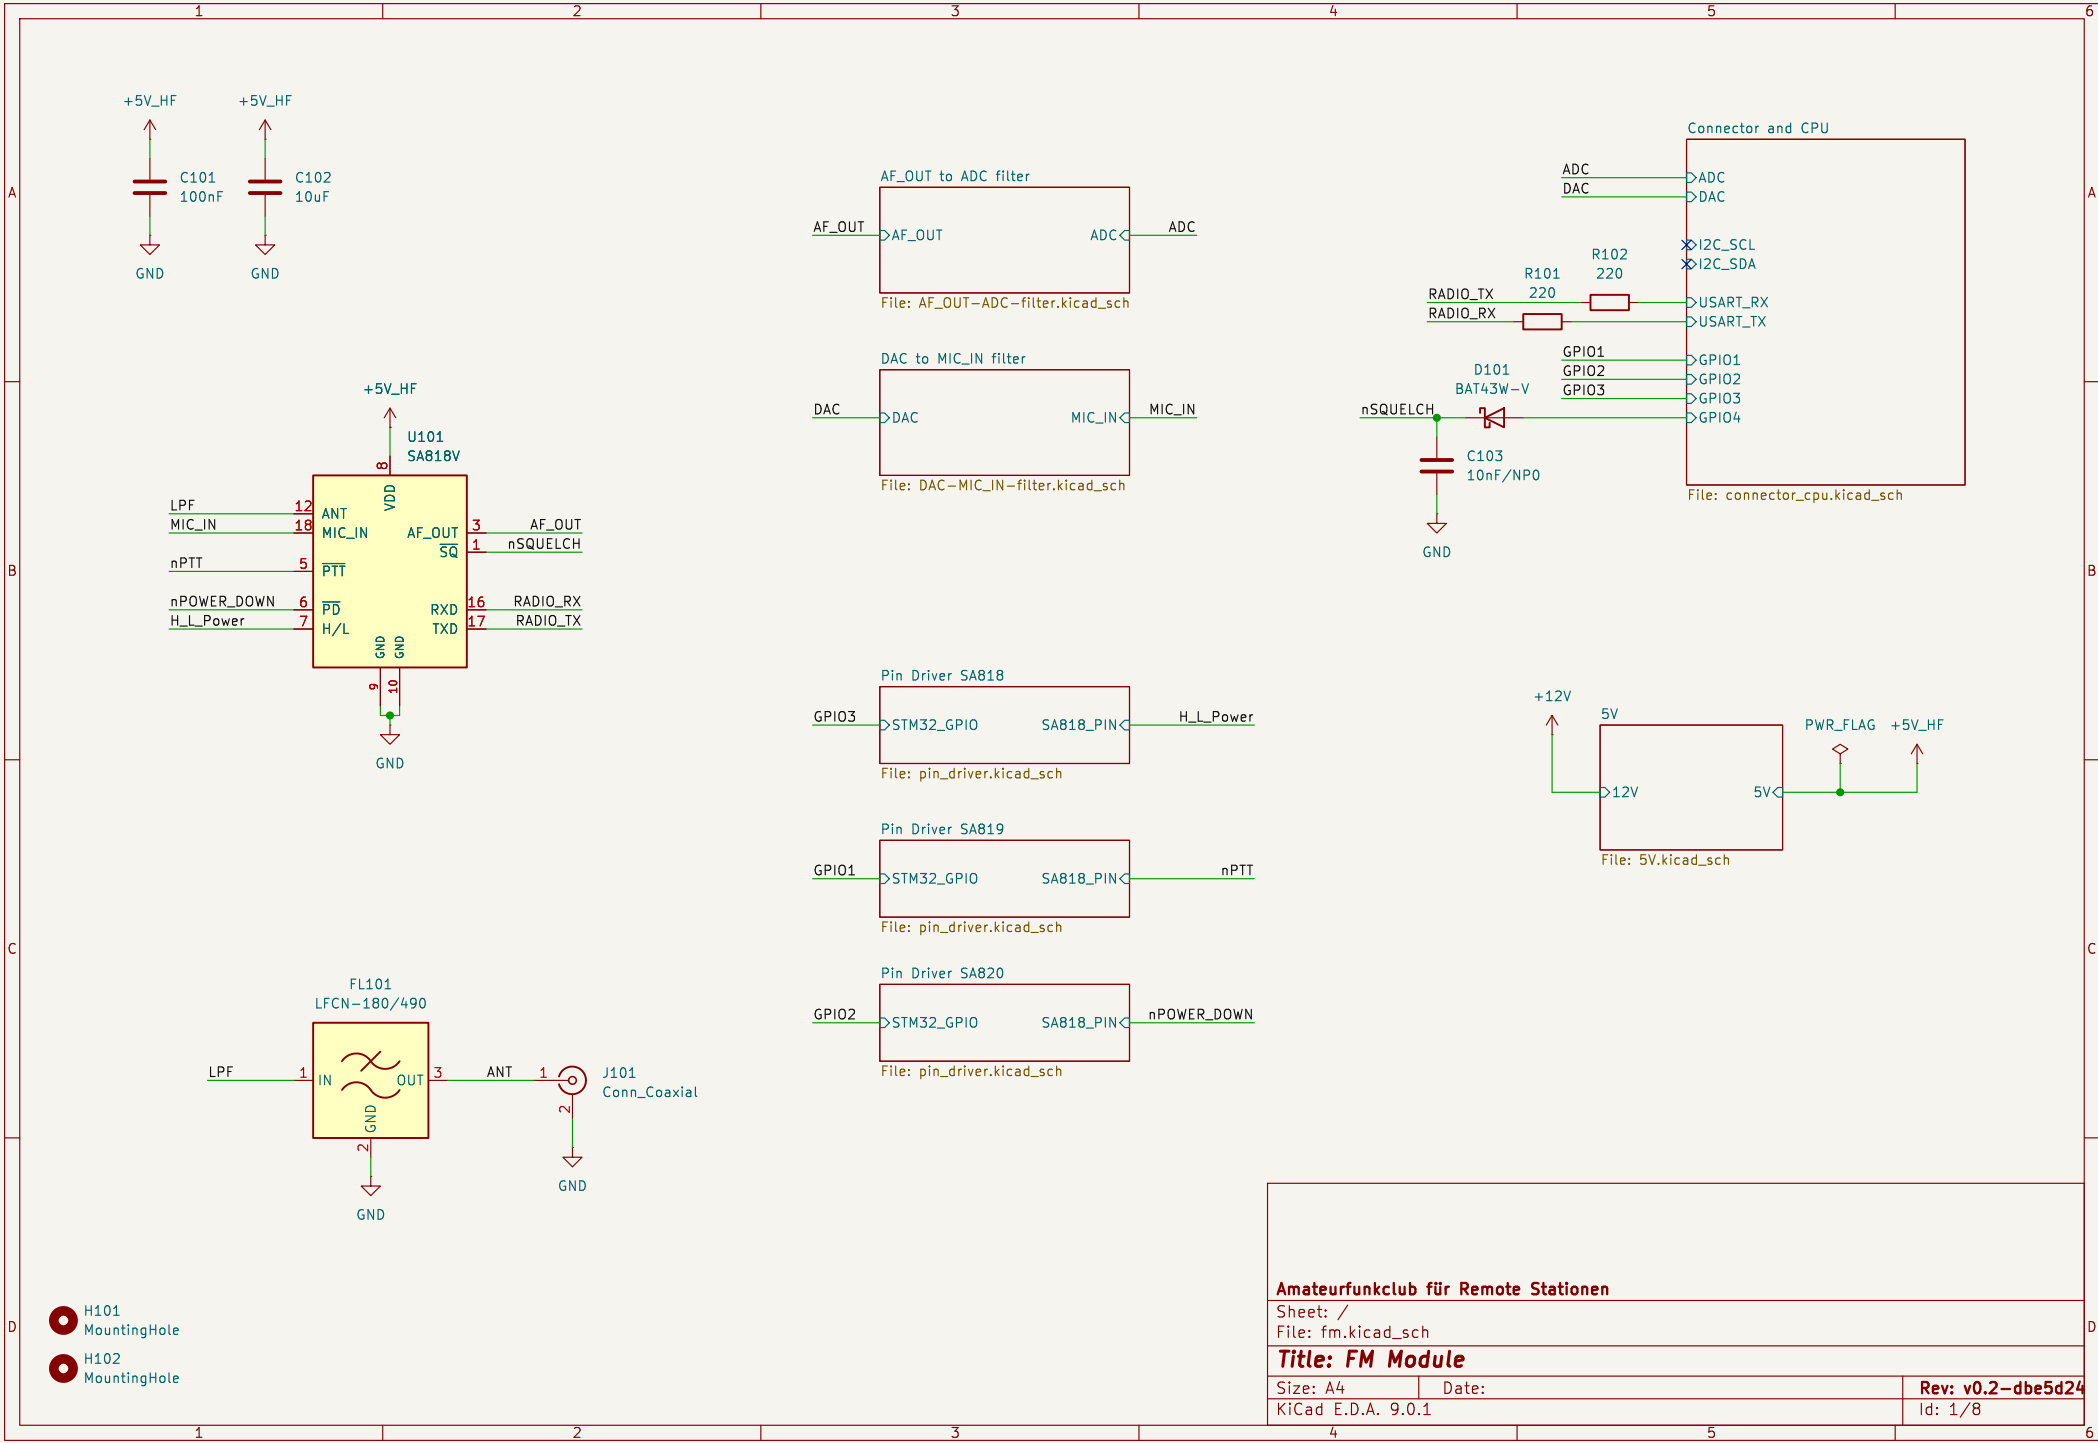 1 2 3 4 5 6
A
B
C
D
A
B
C
D
1 2 3 4 5 6
+5V_HF
C101
100nF
GND
+5V_HF
C102
10uF
GND
+5V_HF
U101
SA818V
8
VDD
LPF
12
ANT
MIC_IN
18
MIC_IN
nPTT
5
PTT
nPOWER_DOWN
6
PD
H_L_Power
7
H/L
AF_OUT
3
AF_OUT
SQ
1
nSQUELCH
RXD
16
RADIO_RX
TXD
17
RADIO_TX
GND
GND
9
10
GND
FL101
LFCN-180/490
LPF
1
IN
OUT
3
ANT
GND
2
GND
1
J101
Conn_Coaxial
2
GND
H101
MountingHole
H102
MountingHole
AF_OUT to ADC filter
AF_OUT
AF_OUT
ADC
ADC
File: AF_OUT-ADC-filter.kicad_sch
DAC to MIC_IN filter
DAC
DAC
MIC_IN
MIC_IN
File: DAC-MIC_IN-filter.kicad_sch
Pin Driver SA818
GPIO3
STM32_GPIO
SA818_PIN
H_L_Power
File: pin_driver.kicad_sch
Pin Driver SA819
GPIO1
STM32_GPIO
SA818_PIN
nPTT
File: pin_driver.kicad_sch
Pin Driver SA820
GPIO2
STM32_GPIO
SA818_PIN
nPOWER_DOWN
File: pin_driver.kicad_sch
Connector and CPU
ADC
ADC
DAC
DAC
I2C_SCL
I2C_SDA
R102
220
R101
220
RADIO_TX
USART_RX
RADIO_RX
USART_TX
GPIO1
GPIO1
GPIO2
GPIO2
GPIO3
GPIO3
D101
BAT43W-V
nSQUELCH
GPIO4
C103
10nF/NP0
GND
File: connector_cpu.kicad_sch
+12V
5V
12V
5V
PWR_FLAG
+5V_HF
File: 5V.kicad_sch
Amateurfunkclub für Remote Stationen
Sheet: /
File: fm.kicad_sch
Title: FM Module
Size: A4
Date:
Rev: v0.2-dbe5d24
KiCad E.D.A. 9.0.1
Id: 1/8